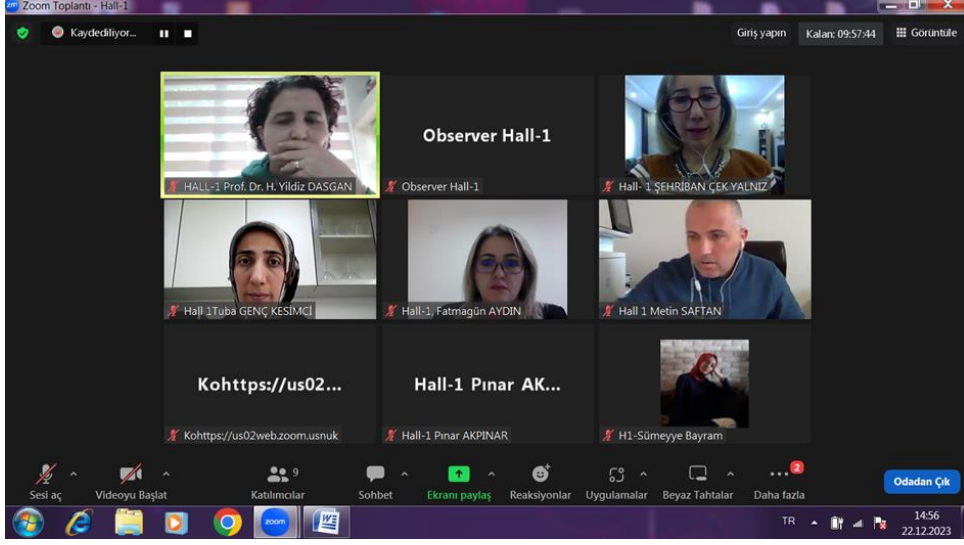 Zoom Toplantı - Hall-1
Kaydediliyor...
Giriş yapın
Kalan: 09:57:44
Görüntüle
HALL-1 Prof. Dr. H. Yildiz DASGAN
Observer Hall-1
Observer Hall-1
Hall- 1 ŞEHRİBAN ÇEK YALNIZ
Hall 1Tuba GENÇ KESİMCİ
Hall-1, Fatmagün AYDIN
Hall 1 Metin SAFTAN
Kohttps://us02...
Kohttps://us02web.zoom.usnuk
Hall-1 Pınar AK...
Hall-1 Pınar AKPINAR
H1-Sümeyye Bayram
Sesi aç
Videoyu Başlat
9
Katılımcılar
Sohbet
Ekranı paylaş
Reaksiyonlar
Uygulamalar
Beyaz Tahtalar
2
Daha fazla
Odadan Çık
zoom
TR
14:56
22.12.2023